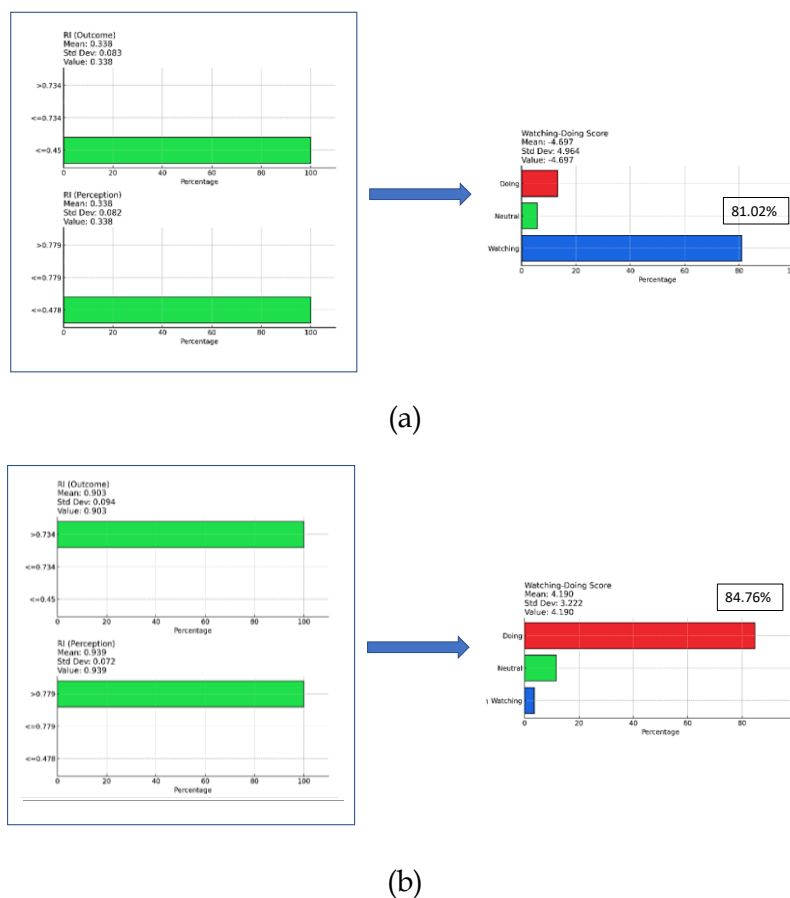 RI (Outcome)
Mean: 0.338
Std Dev: 0.083
Value: 0.338
>0.734
<=0.734
<=0.45
0 20 40 60 80 100
Percentage
RI (Perception)
Mean: 0.338
Std Dev: 0.082
Value: 0.338
>0.779
<=0.779
<=0.478
0 20 40 60 80 100
Percentage
Watching-Doing Score
Mean: -4.697
Std Dev: 4.964
Value: -4.697
Doing
Neutral
Watching
81.02%
0 20 40 60 80
Percentage
(a)
RI (Outcome)
Mean: 0.903
Std Dev: 0.094
Value: 0.903
>0.734
<=0.734
<=0.45
0 20 40 60 80 100
Percentage
RI (Perception)
Mean: 0.939
Std Dev: 0.072
Value: 0.939
>0.779
<=0.779
<=0.478
0 20 40 60 80 100
Percentage
Watching-Doing Score
Mean: 4.190
Std Dev: 3.222
Value: 4.190
84.76%
Doing
Neutral
Watching
0 20 40 60 80
Percentage
(b)